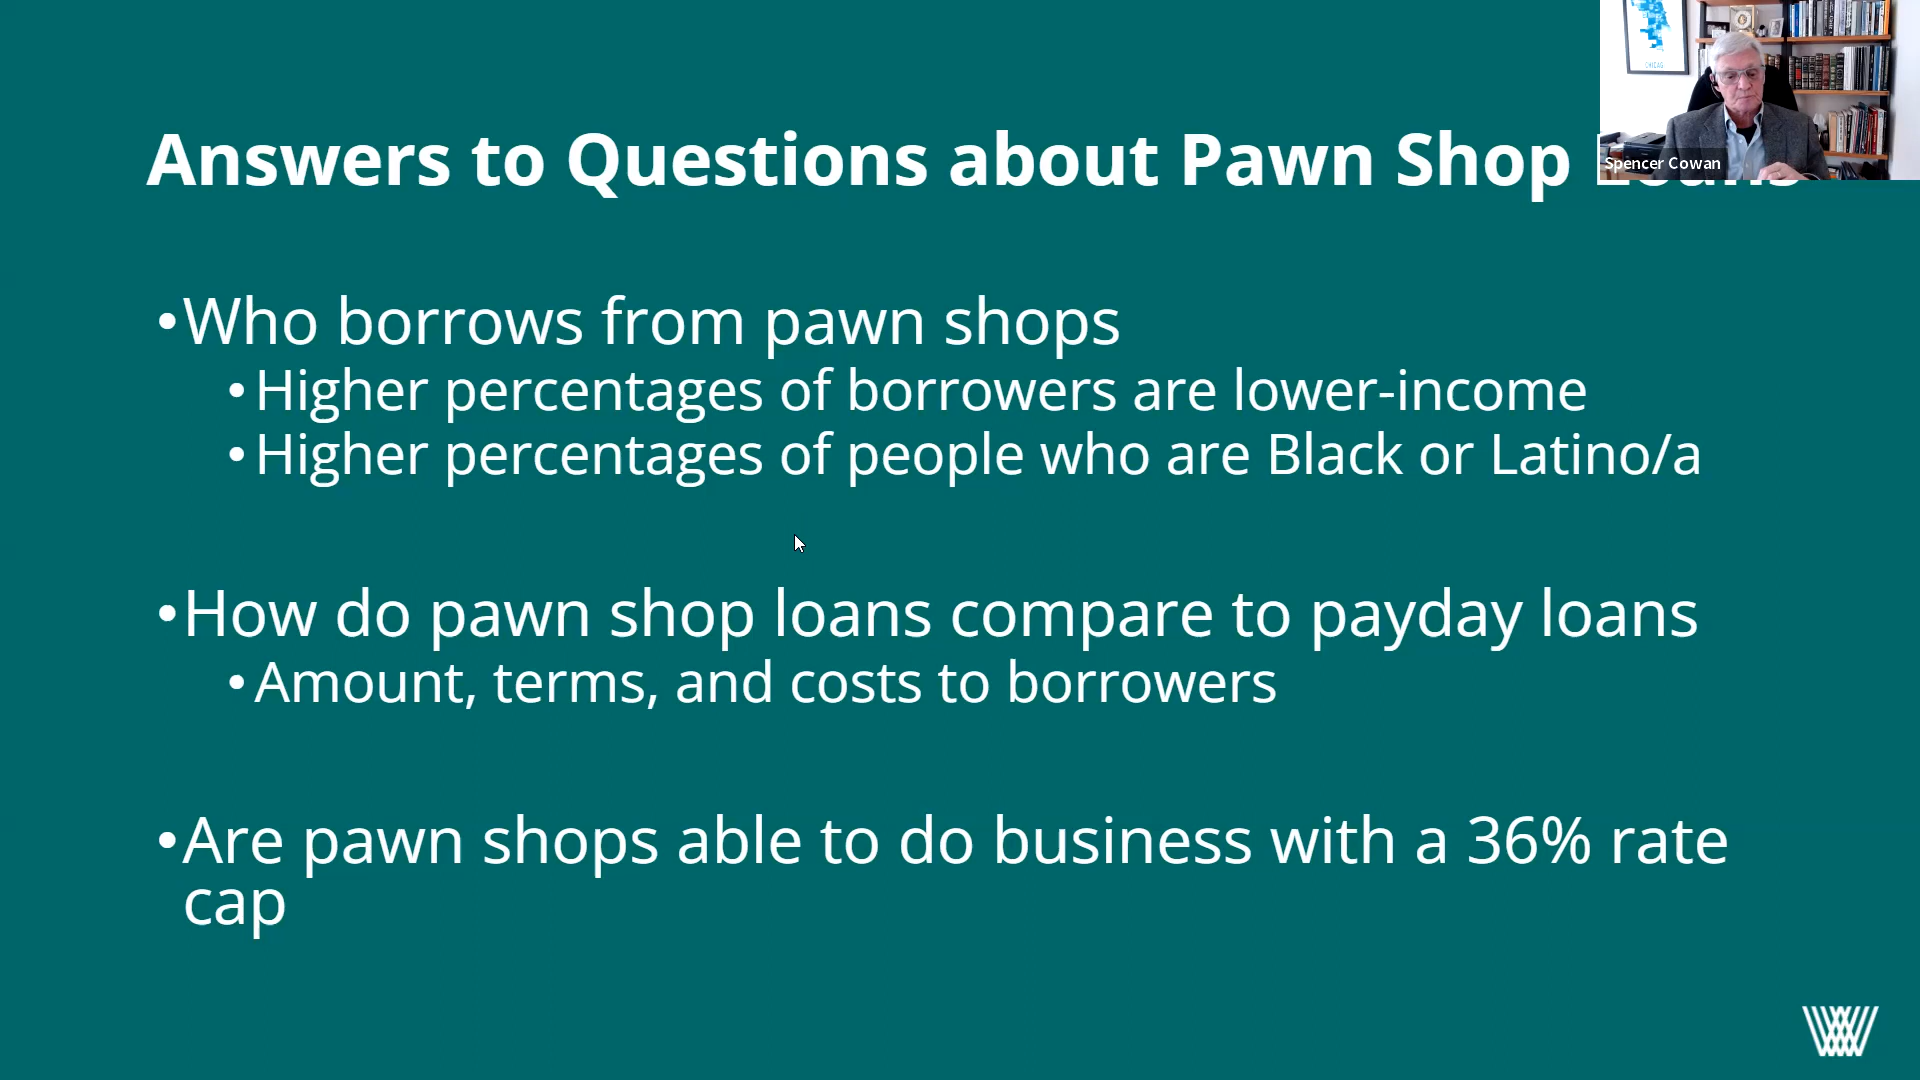 Answers to Questions about Pawn Shop
CHICAG
Spencer Cowan
•Who borrows from pawn shops
•Higher percentages of borrowers are lower-income
•Higher percentages of people who are Black or Latino/a
•How do pawn shop loans compare to payday loans
•Amount, terms, and costs to borrowers
•Are pawn shops able to do business with a 36% rate
cap